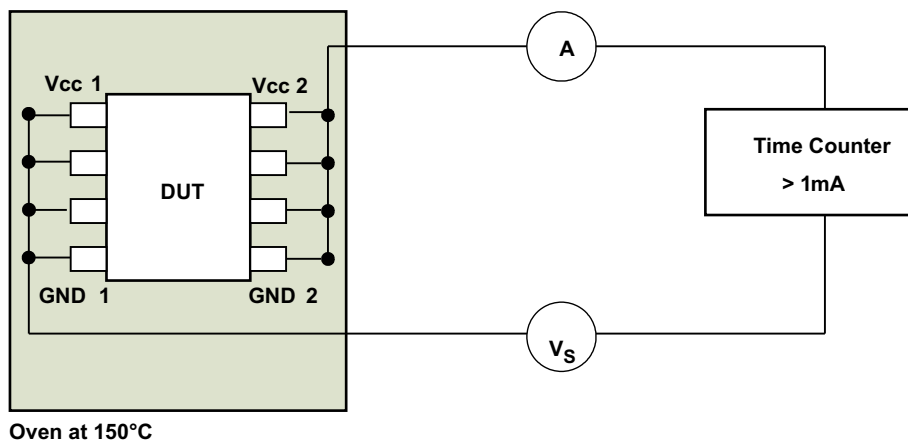 A
Vcc 1
Vcc 2
Time Counter
> 1mA
DUT
GND 1
GND 2
VS
Oven at 150°C